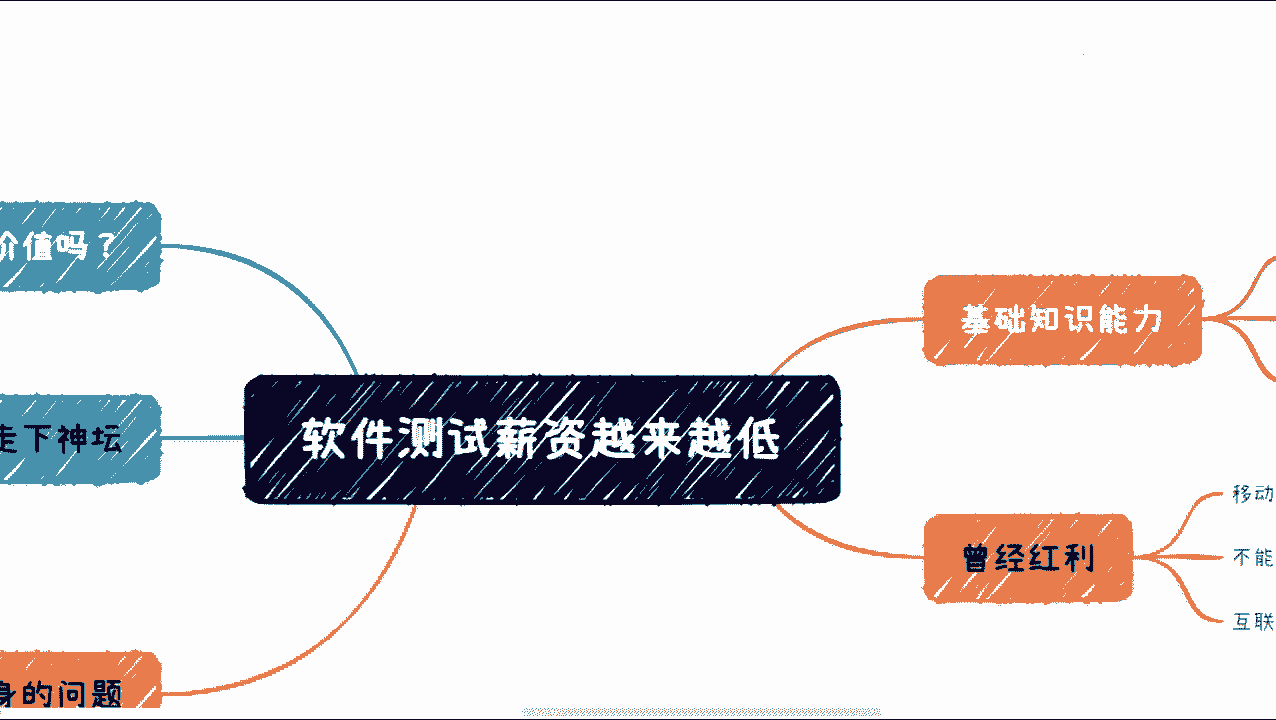 价值吗？
基础知识能力
走下神坛
软件测试薪资越来越低
移动
曾经红利
不能
互联
身的问题